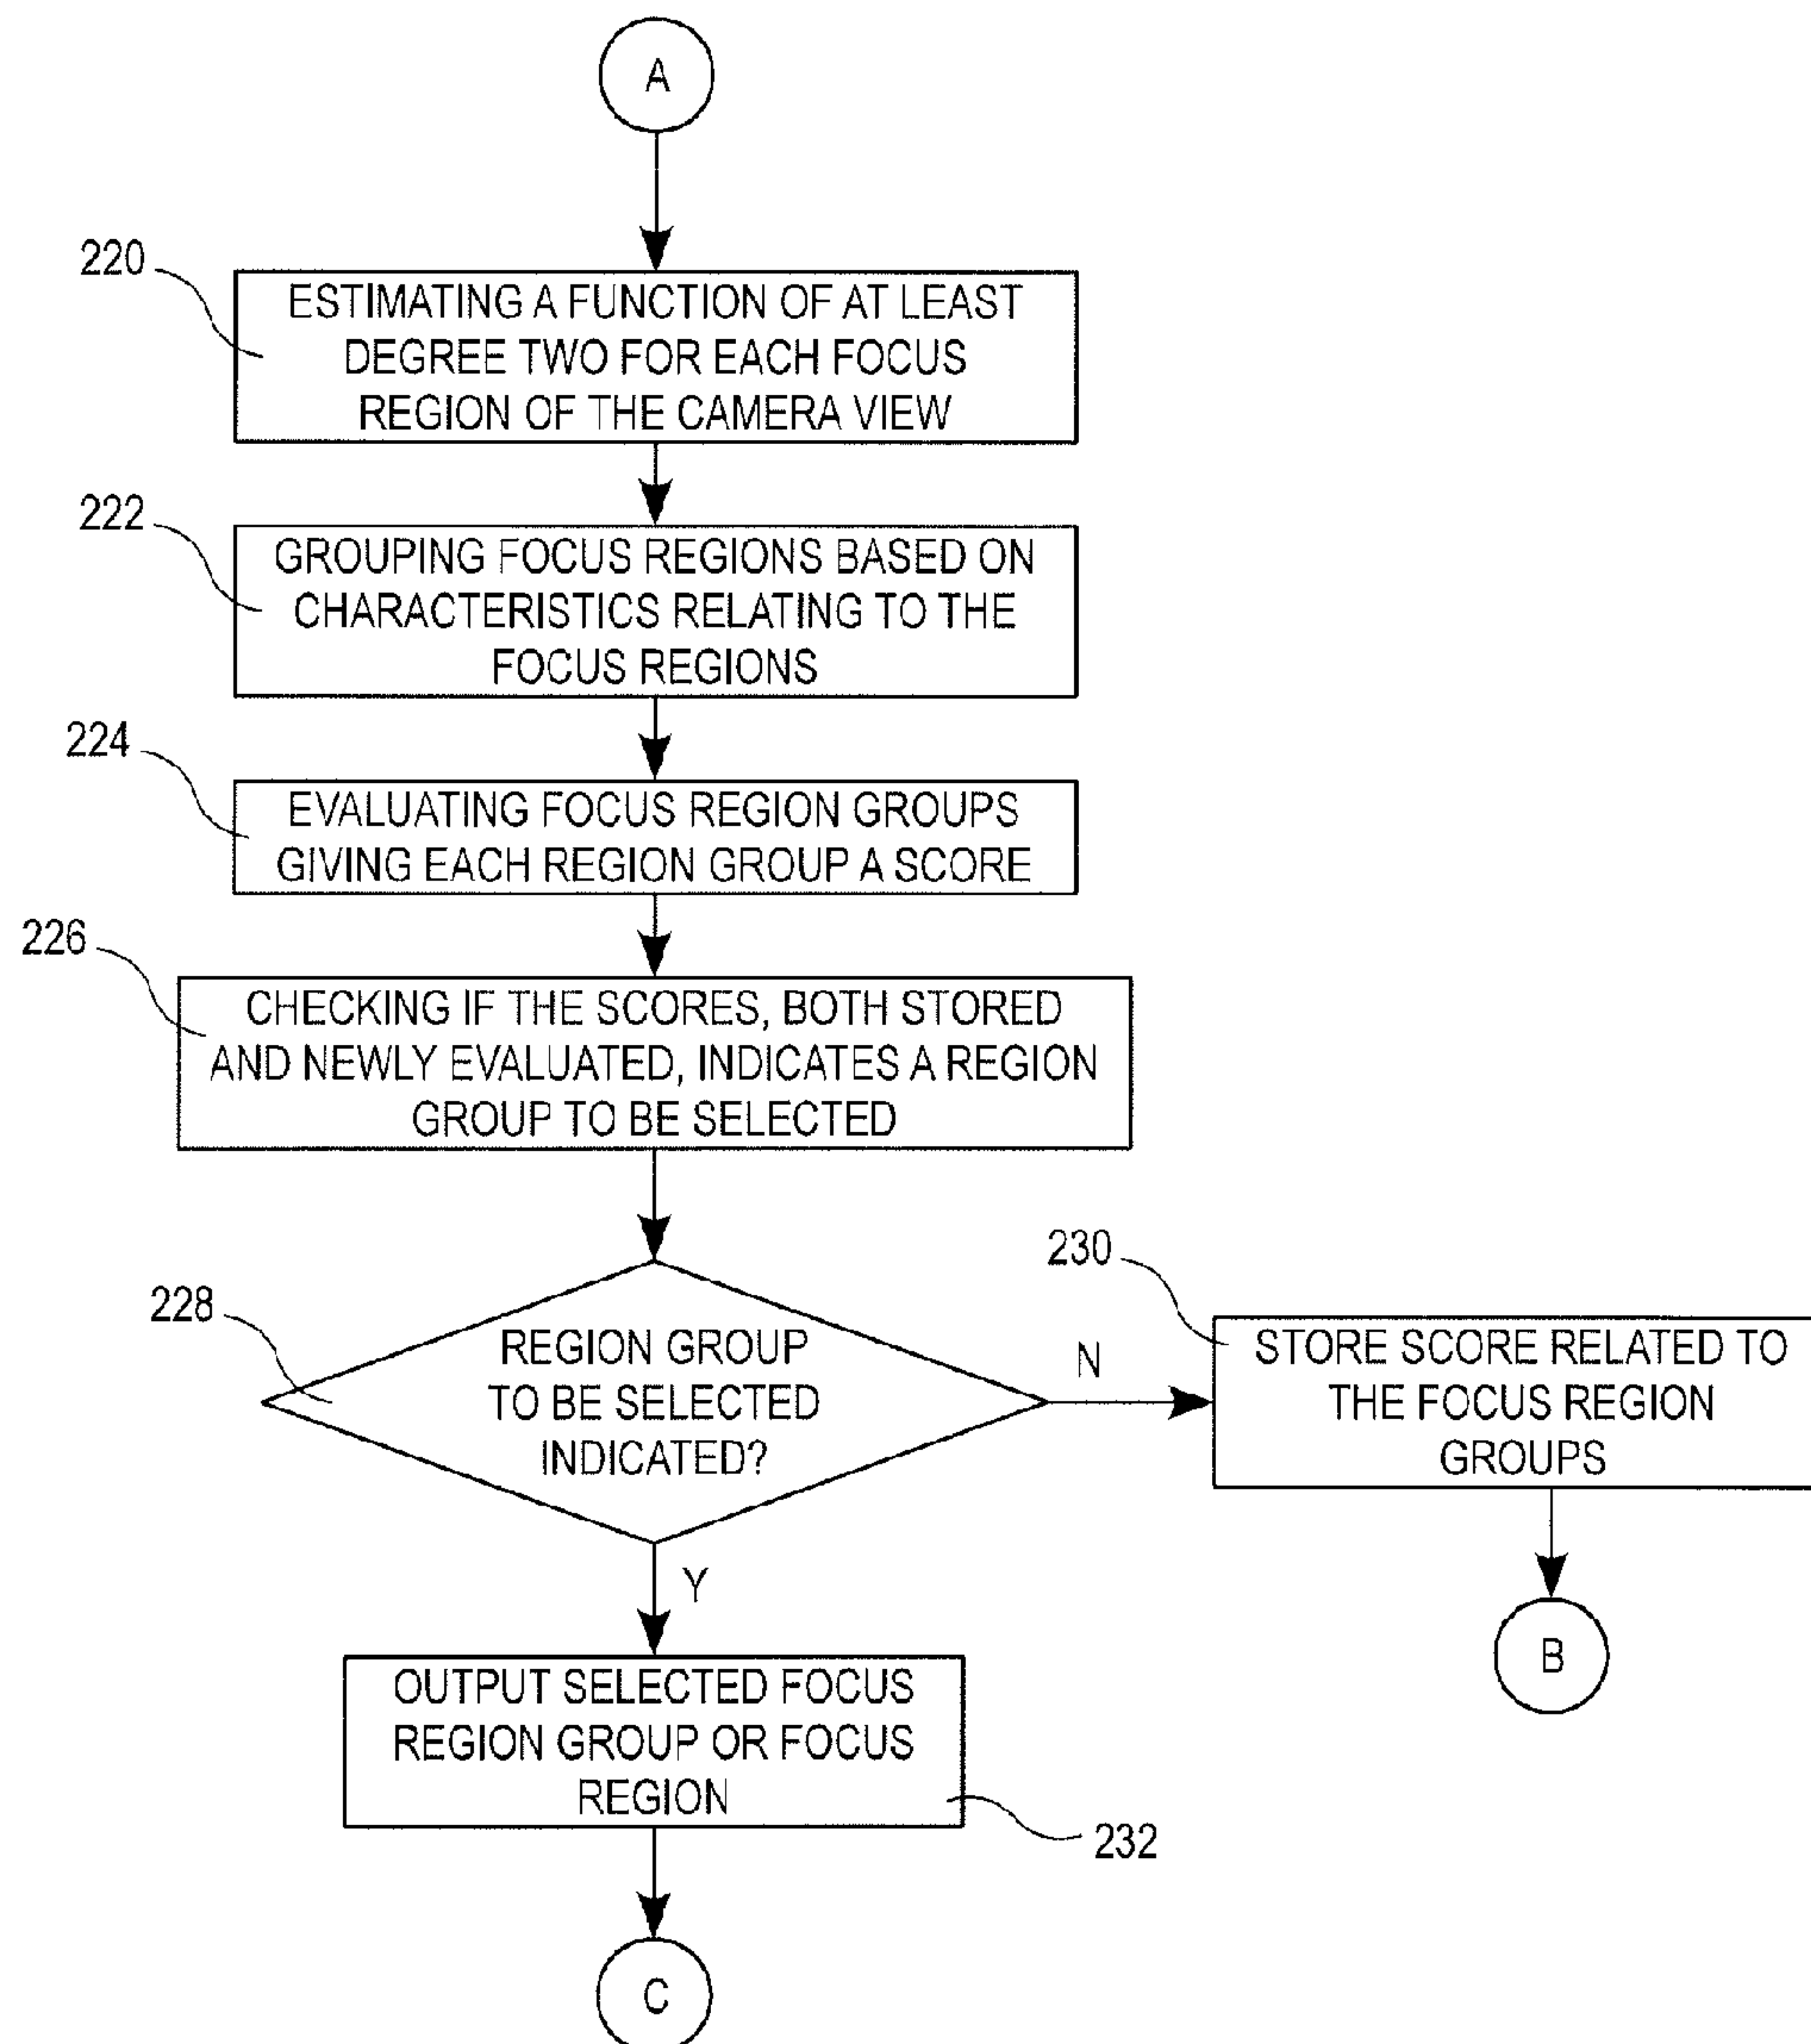 A
220
ESTIMATING A FUNCTION OF AT LEAST
DEGREE TWO FOR EACH FOCUS
REGION OF THE CAMERA VIEW
222
GROUPING FOCUS REGIONS BASED ON
CHARACTERISTICS RELATING TO THE
FOCUS REGIONS
224
EVALUATING FOCUS REGION GROUPS
GIVING EACH REGION GROUP A SCORE
226
CHECKING IF THE SCORES, BOTH STORED
AND NEWLY EVALUATED, INDICATES A REGION
GROUP TO BE SELECTED
228
REGION GROUP
TO BE SELECTED
INDICATED?
N
230
STORE SCORE RELATED TO
THE FOCUS REGION
GROUPS
B
Y
OUTPUT SELECTED FOCUS
REGION GROUP OR FOCUS
REGION
232
C